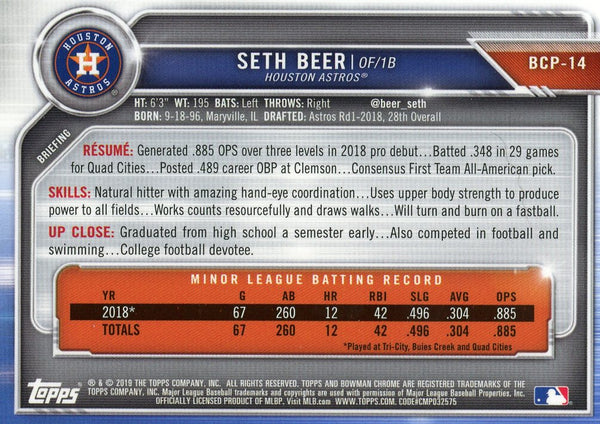 HOUSTON ASTROS
H
SETH BEER | OF/1B
HOUSTON ASTROS®
BCP-14
HT: 6'3" WT: 195 BATS: Left THROWS: Right @beer_seth
BORN: 9-18-96, Maryville, IL DRAFTED: Astros Rd1-2018, 28th Overall
BRIEFING
RÉSUMÉ: Generated .885 OPS over three levels in 2018 pro debut...Batted .348 in 29 games
for Quad Cities...Posted .489 career OBP at Clemson...Consensus First Team All-American pick.
SKILLS: Natural hitter with amazing hand-eye coordination...Uses upper body strength to produce
power to all fields...Works counts resourcefully and draws walks...Will turn and burn on a fastball.
UP CLOSE: Graduated from high school a semester early...Also competed in football and
swimming...College football devotee.
MINOR LEAGUE BATTING RECORD
YR G AB HR RBI SLG AVG OPS
2018* 67 260 12 42 .496 .304 .885
TOTALS 67 260 12 42 .496 .304 .885
*Played at Tri-City, Buies Creek and Quad Cities
topps
® & © 2019 THE TOPPS COMPANY, INC. ALL RIGHTS RESERVED. TOPPS AND BOWMAN CHROME ARE REGISTERED TRADEMARKS OF
THE TOPPS COMPANY, INC. Major League Baseball trademarks and copyrights are used with permission of Major League Baseball Properties, Inc.
OFFICIALLY LICENSED PRODUCT OF MLBP. Visit MLB.com WWW.TOPPS.COM. CODE#CMP032575